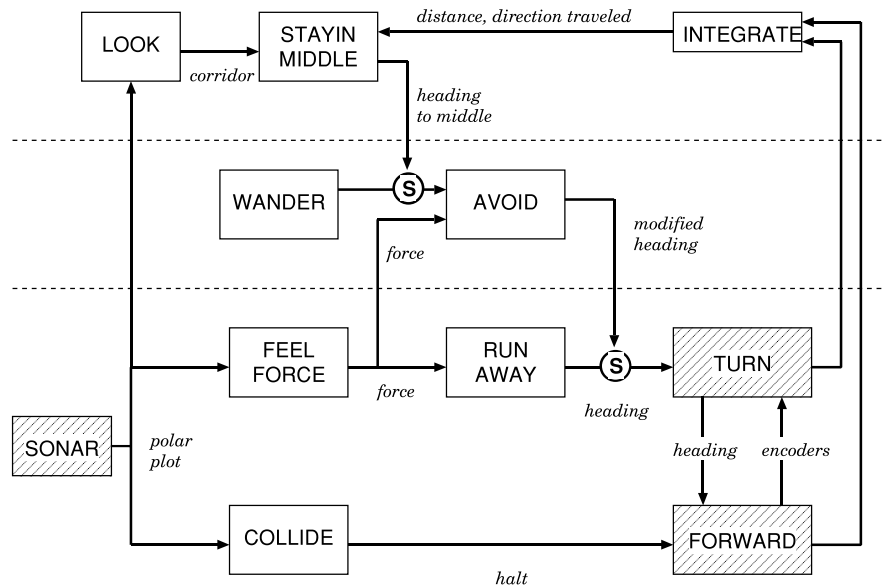 LOOK
STAYIN
MIDDLE
distance, direction traveled
INTEGRATE
corridor
heading
to middle
WANDER
S
AVOID
force
modified
heading
FEEL
FORCE
force
RUN
AWAY
S
heading
TURN
SONAR
polar
plot
heading
encoders
COLLIDE
halt
FORWARD